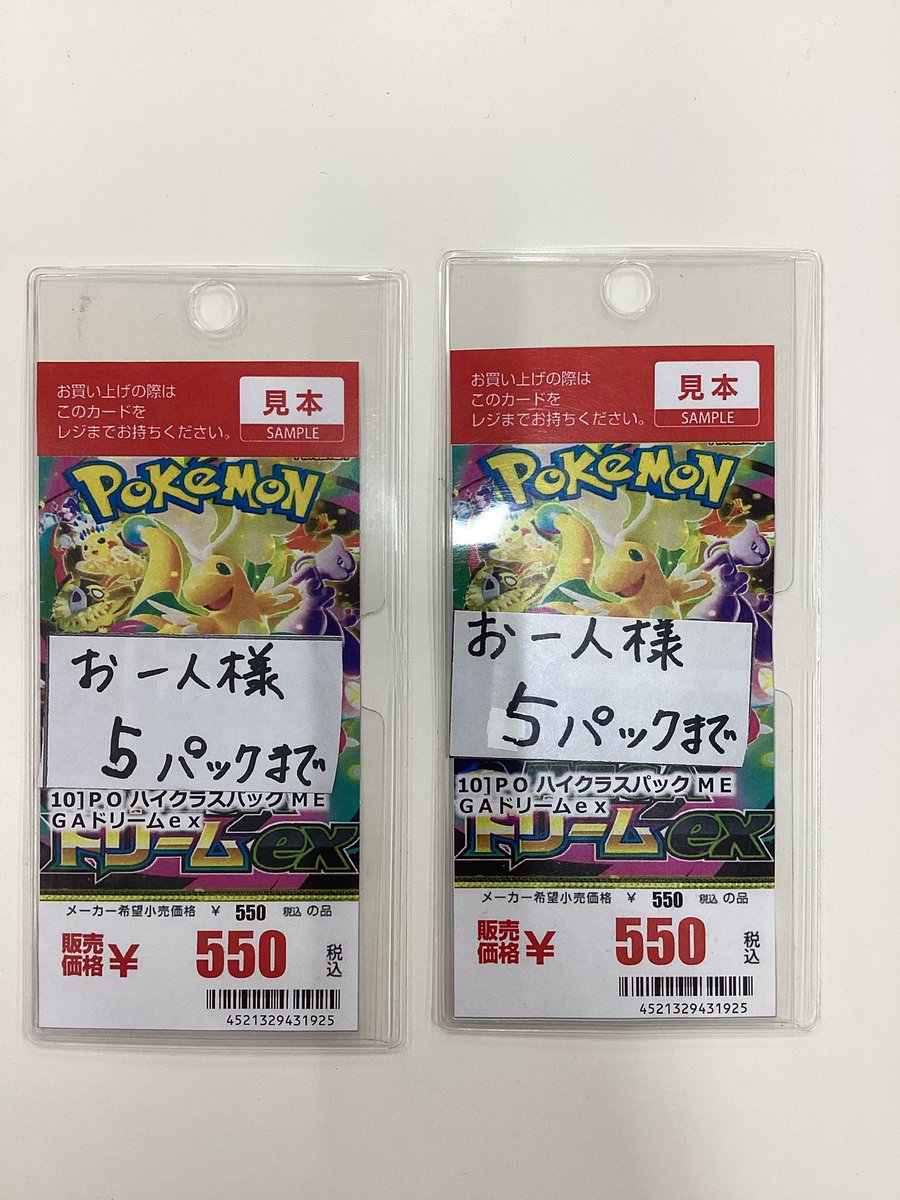 お買い上げの際は
このカードを
レジまでお持ちください。
見本
SAMPLE
POKÉMON
お一人様
5パックまで
10]PO ハイクラスパック ME
GAドリームex
ドリームex
メーカー希望小売価格 ¥ 550 税込 の品
販売価格 ¥ 550 税込
4521329431925
お買い上げの際は
このカードを
レジまでお持ちください。
見本
SAMPLE
POKÉMON
お一人様
5パックまで
10]PO ハイクラスパック ME
GAドリームex
ドリームex
メーカー希望小売価格 ¥ 550 税込 の品
販売価格 ¥ 550 税込
4521329431925